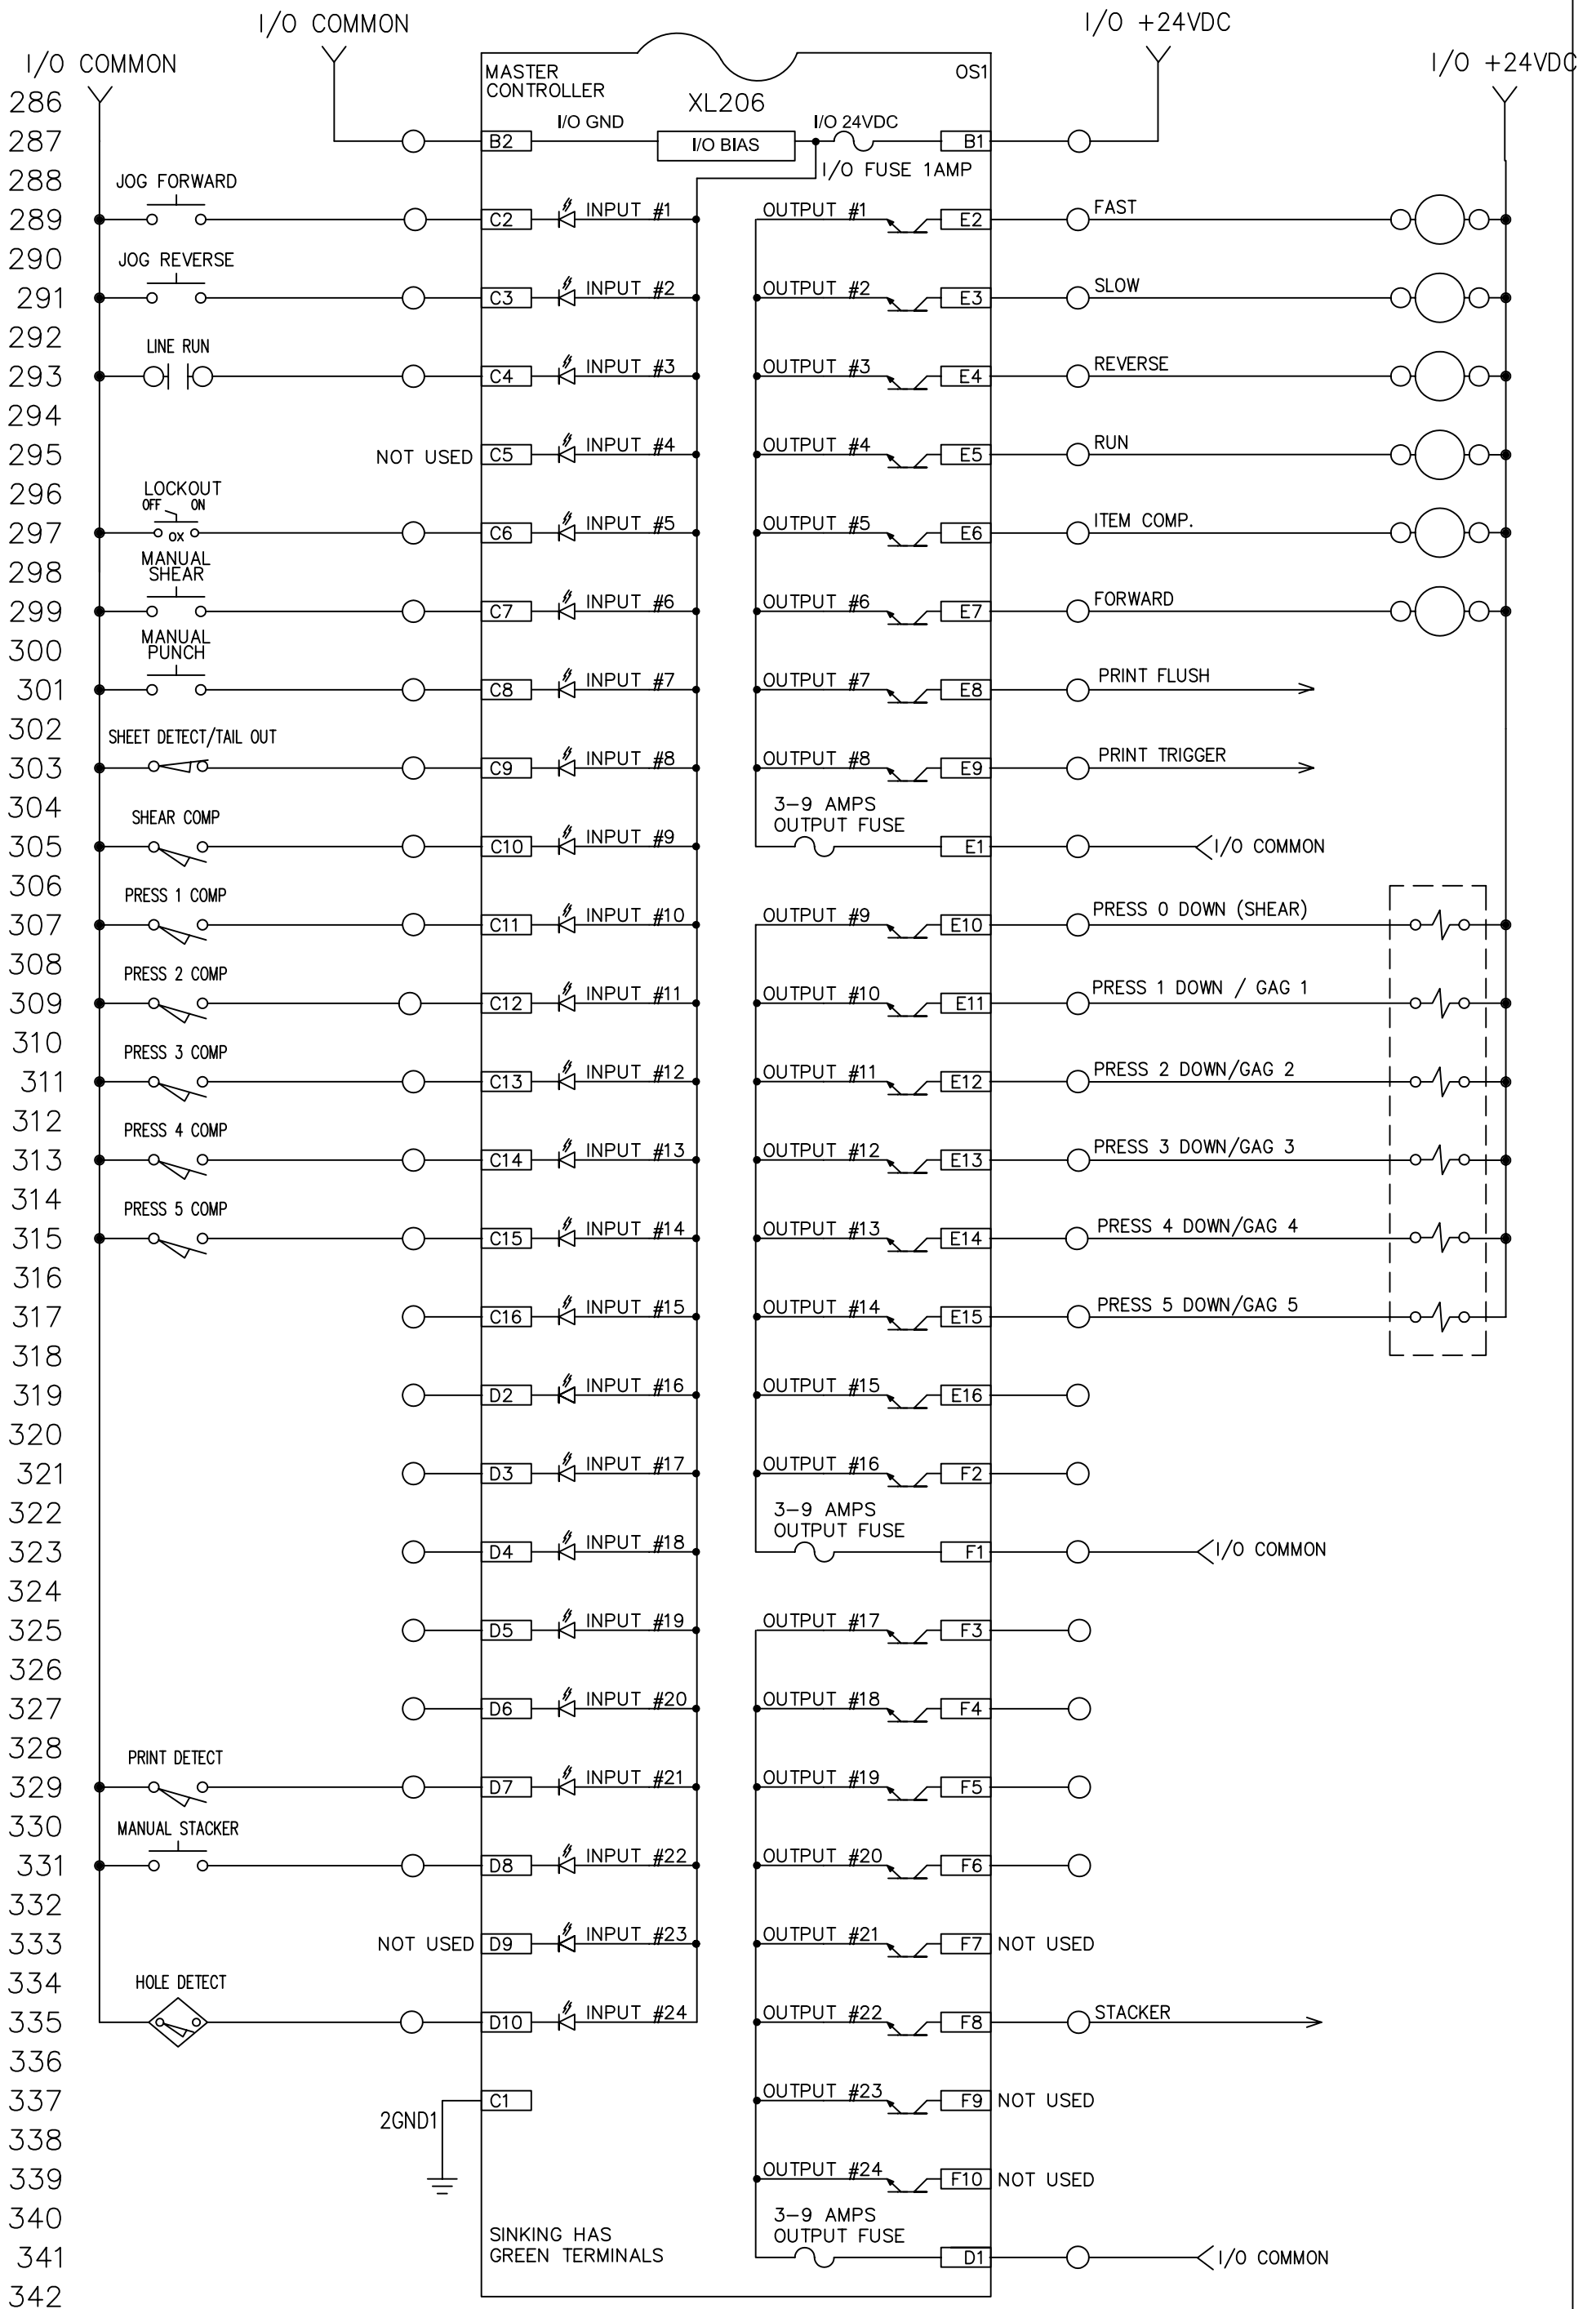 I/O COMMON
I/O +24VDC
I/O COMMON
I/O +24VDC
MASTER
CONTROLLER
OS1
XL206
286
I/O GND
I/O 24VDC
287
B2
I/O BIAS
B1
I/O FUSE 1AMP
288
JOG FORWARD
289
C2
INPUT #1
OUTPUT #1
E2
FAST
290
JOG REVERSE
291
C3
INPUT #2
OUTPUT #2
E3
SLOW
292
LINE RUN
293
C4
INPUT #3
OUTPUT #3
E4
REVERSE
294
295
NOT USED
C5
INPUT #4
OUTPUT #4
E5
RUN
296
LOCKOUT
OFF ON
297
OX
C6
INPUT #5
OUTPUT #5
E6
ITEM COMP.
298
MANUAL
SHEAR
299
C7
INPUT #6
OUTPUT #6
E7
FORWARD
300
MANUAL
PUNCH
301
C8
INPUT #7
OUTPUT #7
E8
PRINT FLUSH
302
SHEET DETECT/TAIL OUT
303
C9
INPUT #8
OUTPUT #8
E9
PRINT TRIGGER
304
SHEAR COMP
3-9 AMPS
OUTPUT FUSE
305
C10
INPUT #9
E1
I/O COMMON
306
PRESS 1 COMP
307
C11
INPUT #10
OUTPUT #9
E10
PRESS 0 DOWN (SHEAR)
308
PRESS 2 COMP
309
C12
INPUT #11
OUTPUT #10
E11
PRESS 1 DOWN / GAG 1
310
PRESS 3 COMP
311
C13
INPUT #12
OUTPUT #11
E12
PRESS 2 DOWN/GAG 2
312
PRESS 4 COMP
313
C14
INPUT #13
OUTPUT #12
E13
PRESS 3 DOWN/GAG 3
314
PRESS 5 COMP
315
C15
INPUT #14
OUTPUT #13
E14
PRESS 4 DOWN/GAG 4
316
317
C16
INPUT #15
OUTPUT #14
E15
PRESS 5 DOWN/GAG 5
318
319
D2
INPUT #16
OUTPUT #15
E16
320
321
D3
INPUT #17
OUTPUT #16
F2
322
3-9 AMPS
OUTPUT FUSE
323
D4
INPUT #18
F1
I/O COMMON
324
325
D5
INPUT #19
OUTPUT #17
F3
326
327
D6
INPUT #20
OUTPUT #18
F4
328
PRINT DETECT
329
D7
INPUT #21
OUTPUT #19
F5
330
MANUAL STACKER
331
D8
INPUT #22
OUTPUT #20
F6
332
333
NOT USED
D9
INPUT #23
OUTPUT #21
F7
NOT USED
334
HOLE DETECT
335
D10
INPUT #24
OUTPUT #22
F8
STACKER
336
337
2GND1
C1
OUTPUT #23
F9
NOT USED
338
339
OUTPUT #24
F10
NOT USED
340
SINKING HAS
GREEN TERMINALS
3-9 AMPS
OUTPUT FUSE
341
D1
I/O COMMON
342